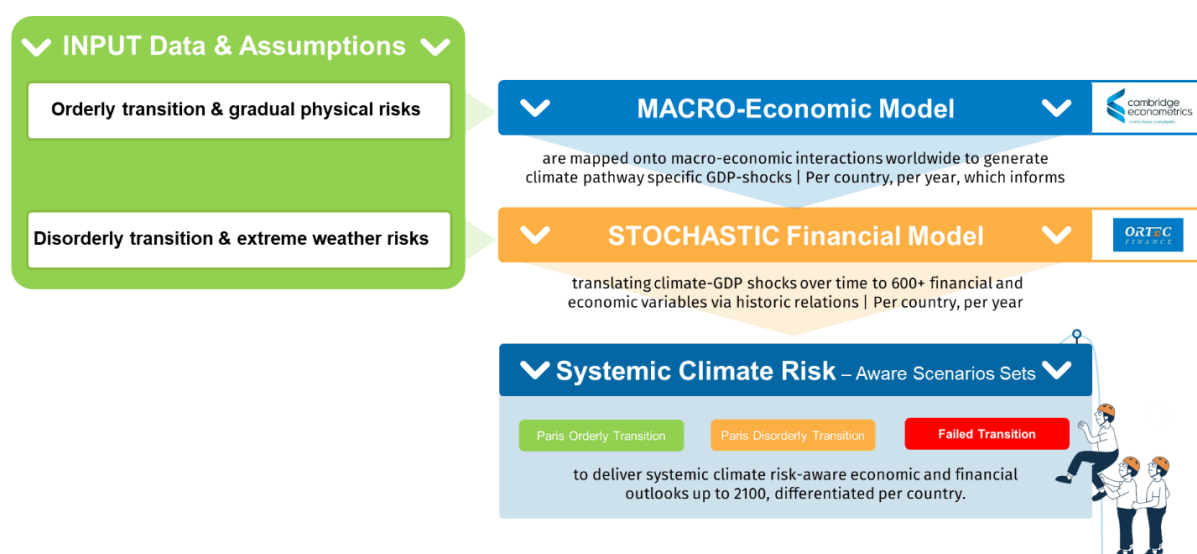 INPUT Data & Assumptions
Orderly transition & gradual physical risks
Disorderly transition & extreme weather risks
MACRO-Economic Model
cambridge
econometrics
are mapped onto macro-economic interactions worldwide to generate
climate pathway specific GDP-shocks | Per country, per year, which informs
STOCHASTIC Financial Model
ORTEC
FINANCE
translating climate-GDP shocks over time to 600+ financial and
economic variables via historic relations | Per country, per year
Systemic Climate Risk – Aware Scenarios Sets
Paris Orderly Transition
Paris Disorderly Transition
Failed Transition
to deliver systemic climate risk-aware economic and financial
outlooks up to 2100, differentiated per country.